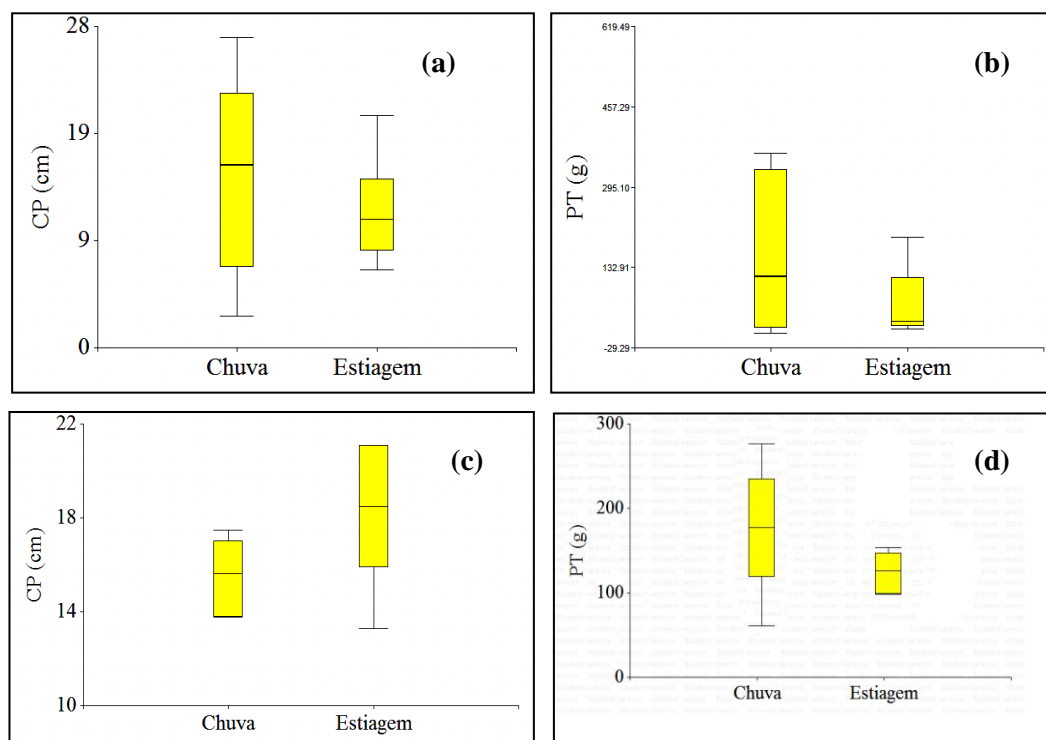 28
(a)
19
CP (cm)
9
0
Chuva Estiagem
619.49
(b)
457.29
295.10
PT (g)
132.91
-29.29
Chuva Estiagem
22
(c)
18
CP (cm)
14
10
Chuva Estiagem
300
(d)
200
PT (g)
100
0
Chuva Estiagem